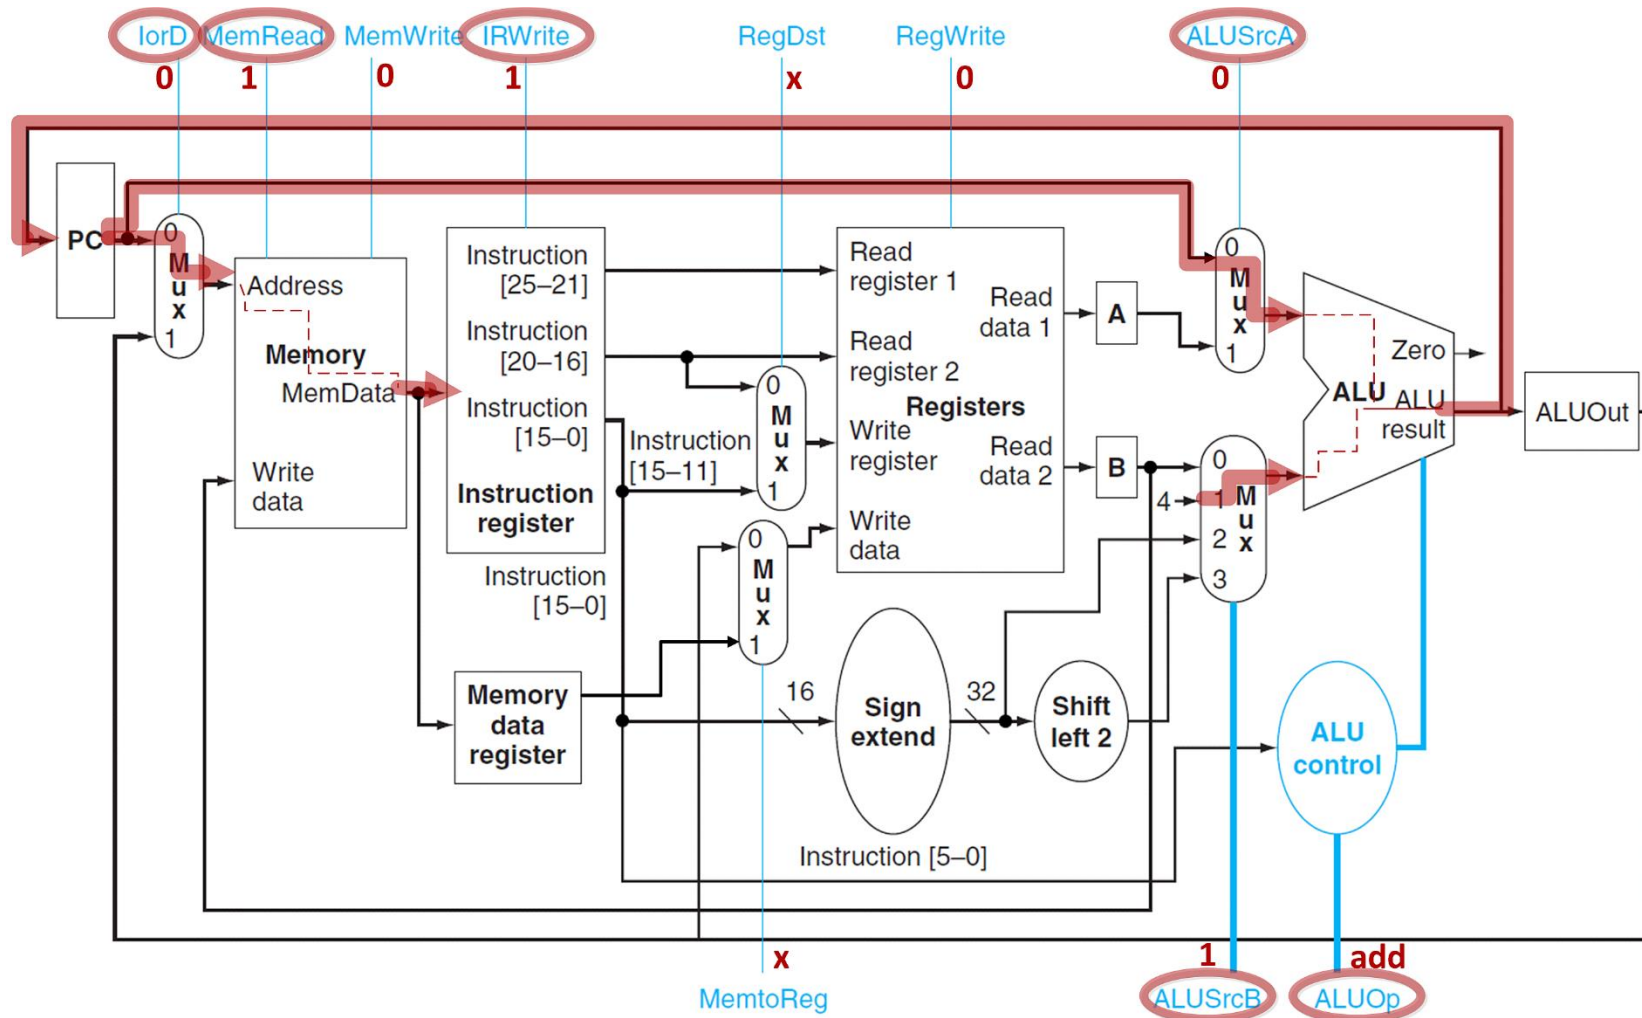 IorD MemRead MemWrite IRWrite RegDst RegWrite ALUSrcA
0 1 0 1 x 0 0
PC
0
M
u
x
1
Address
Memory
MemData
Write
data
Instruction
[25–21]
Instruction
[20–16]
Instruction
[15–0]
Instruction
register
Instruction
[15–0]
Memory
data
register
Instruction
[15–11]
0
M
u
x
1
0
M
u
x
1
Read
register 1
Read
register 2
Registers
Write
register
Write
data
Read
data 1
Read
data 2
A
B
4
0
M
u
x
1
0
1 M
u
2 x
3
Zero
ALU ALU
result
ALUOut
16
Sign
extend
32
Shift
left 2
ALU
control
Instruction [5–0]
x 1 add
MemtoReg ALUSrcB ALUOp